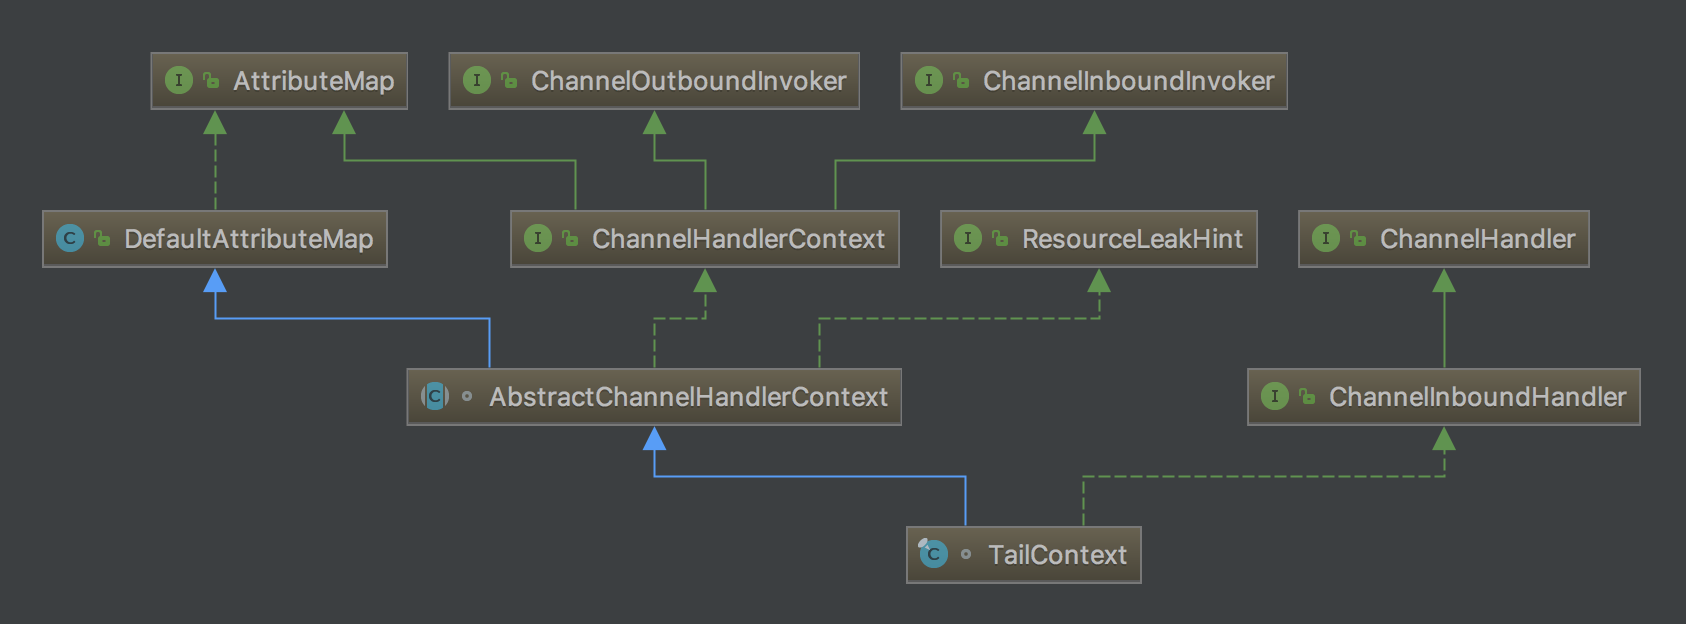 I AttributeMap
I ChannelOutboundInvoker
I ChannelInboundInvoker
C DefaultAttributeMap
I ChannelHandlerContext
I ResourceLeakHint
I ChannelHandler
C AbstractChannelHandlerContext
I ChannelInboundHandler
C TailContext